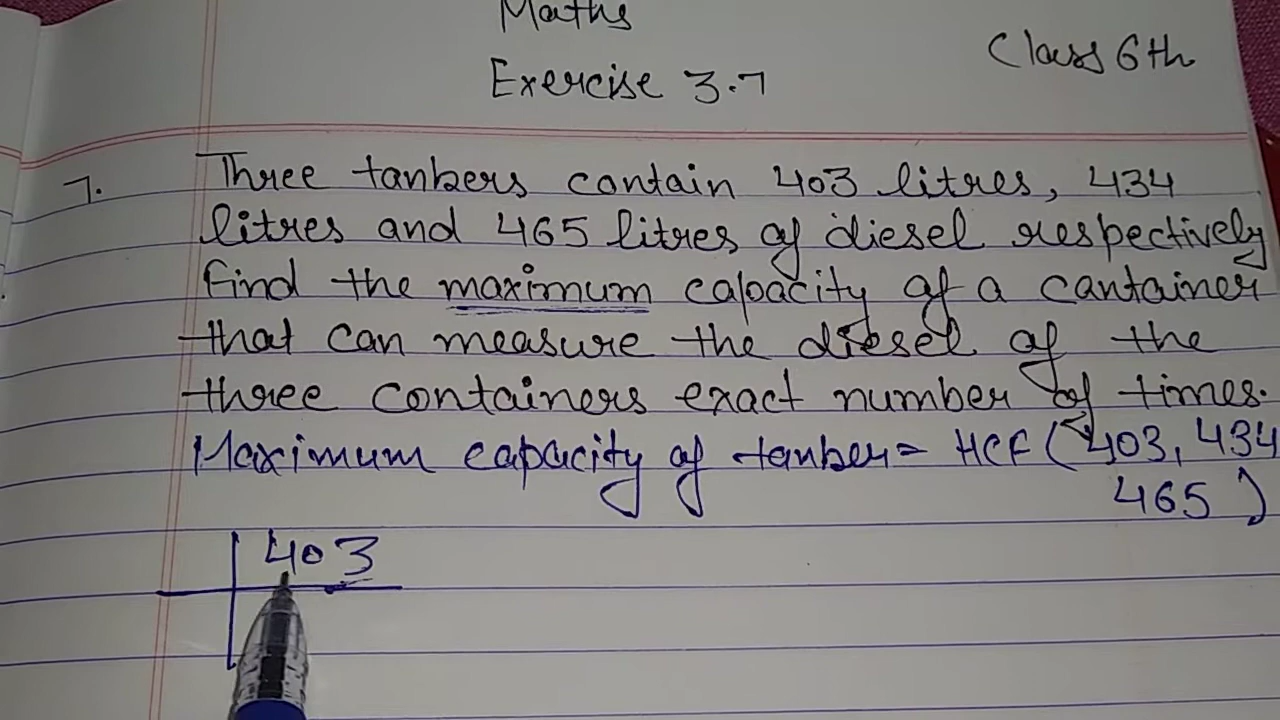 Maths
Class 6th
Exercise 3.7
7. Three tankers contain 403 litres, 434
litres and 465 litres of diesel respectively
find the maximum capacity of a cantainer
that can measure the diesel of the
three containers exact number of times.
Maximum capacity of tanker = HCF (403, 434
465)
403